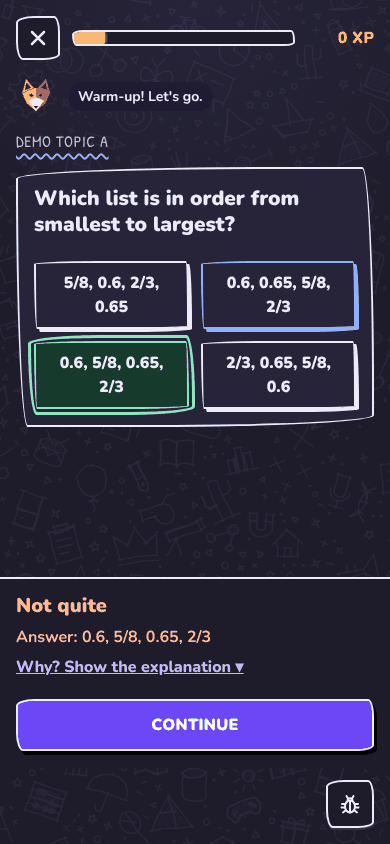 0 XP
Warm-up! Let's go.
DEMO TOPIC A
Which list is in order from
smallest to largest?
5/8, 0.6, 2/3,
0.65
0.6, 0.65, 5/8,
2/3
0.6, 5/8, 0.65,
2/3
2/3, 0.65, 5/8,
0.6
Not quite
Answer: 0.6, 5/8, 0.65, 2/3
Why? Show the explanation ▾
CONTINUE